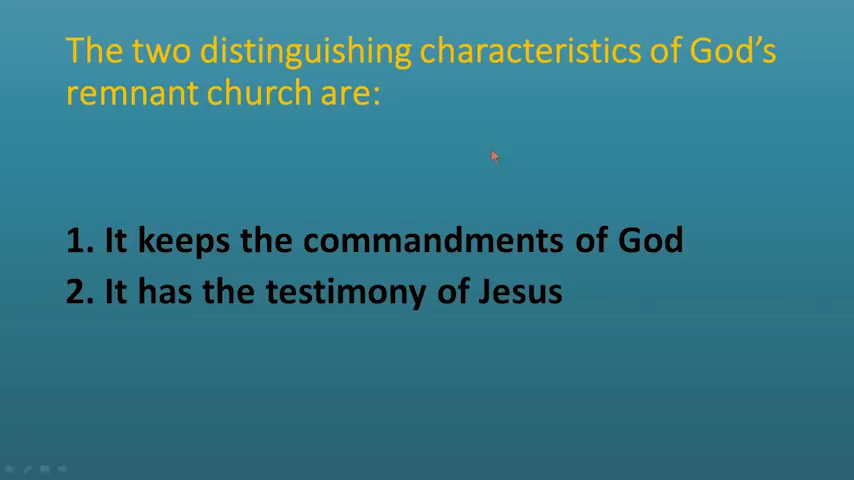 The two distinguishing characteristics of God’s
remnant church are:
1. It keeps the commandments of God
2. It has the testimony of Jesus